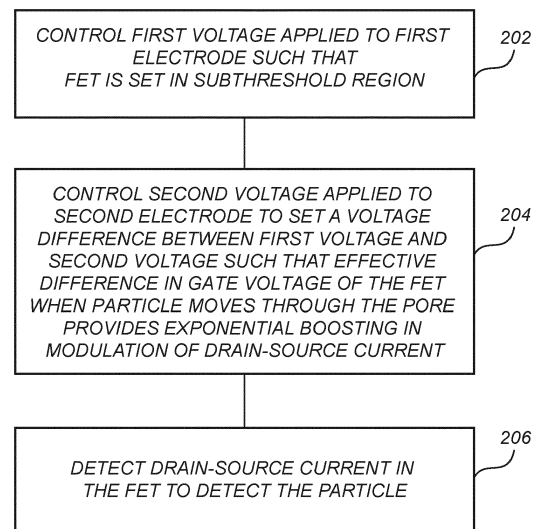 CONTROL FIRST VOLTAGE APPLIED TO FIRST
ELECTRODE SUCH THAT
FET IS SET IN SUBTHRESHOLD REGION
202
CONTROL SECOND VOLTAGE APPLIED TO
SECOND ELECTRODE TO SET A VOLTAGE
DIFFERENCE BETWEEN FIRST VOLTAGE AND
SECOND VOLTAGE SUCH THAT EFFECTIVE
DIFFERENCE IN GATE VOLTAGE OF THE FET
WHEN PARTICLE MOVES THROUGH THE PORE
PROVIDES EXPONENTIAL BOOSTING IN
MODULATION OF DRAIN-SOURCE CURRENT
204
DETECT DRAIN-SOURCE CURRENT IN
THE FET TO DETECT THE PARTICLE
206